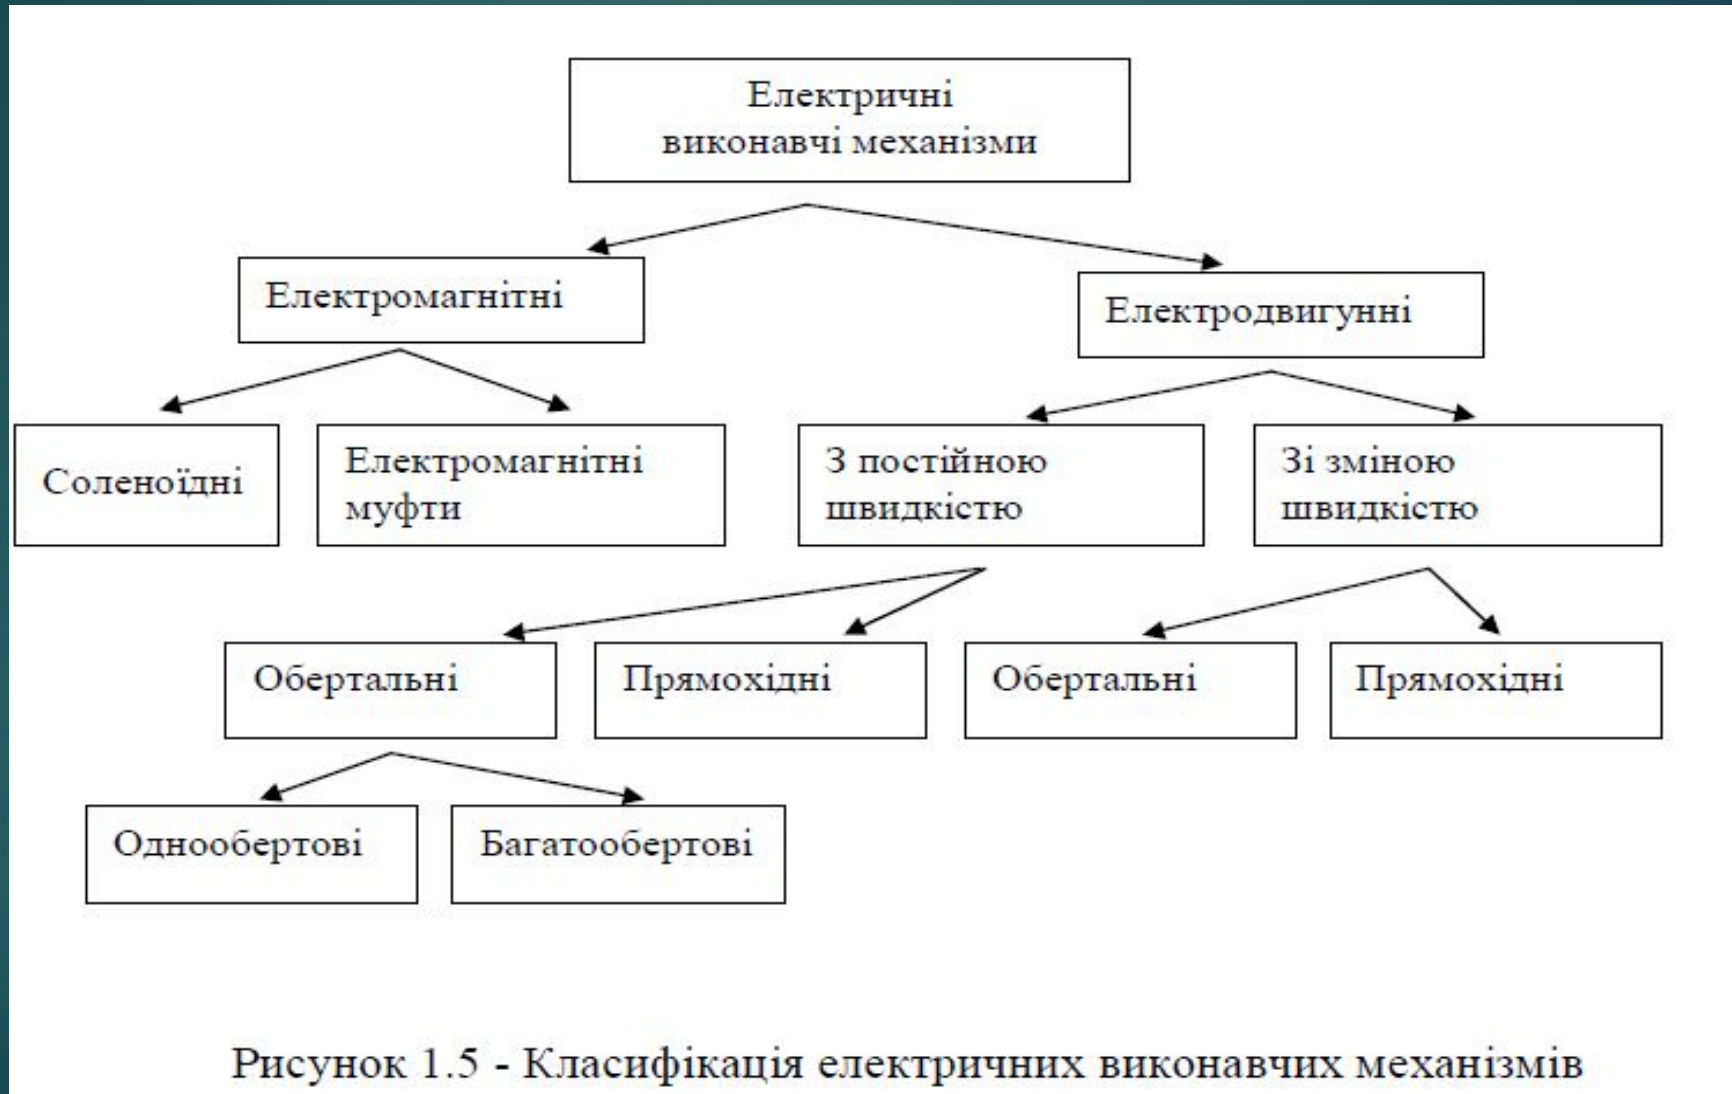 Електричні
виконавчі механізми
Електромагнітні
Електродвигунні
Соленоїдні
Електромагнітні
муфти
З постійною
швидкістю
Зі зміною
швидкістю
Обертальні
Прямохідні
Обертальні
Прямохідні
Однообертові
Багатообертові
Рисунок 1.5 - Класифікація електричних виконавчих механізмів